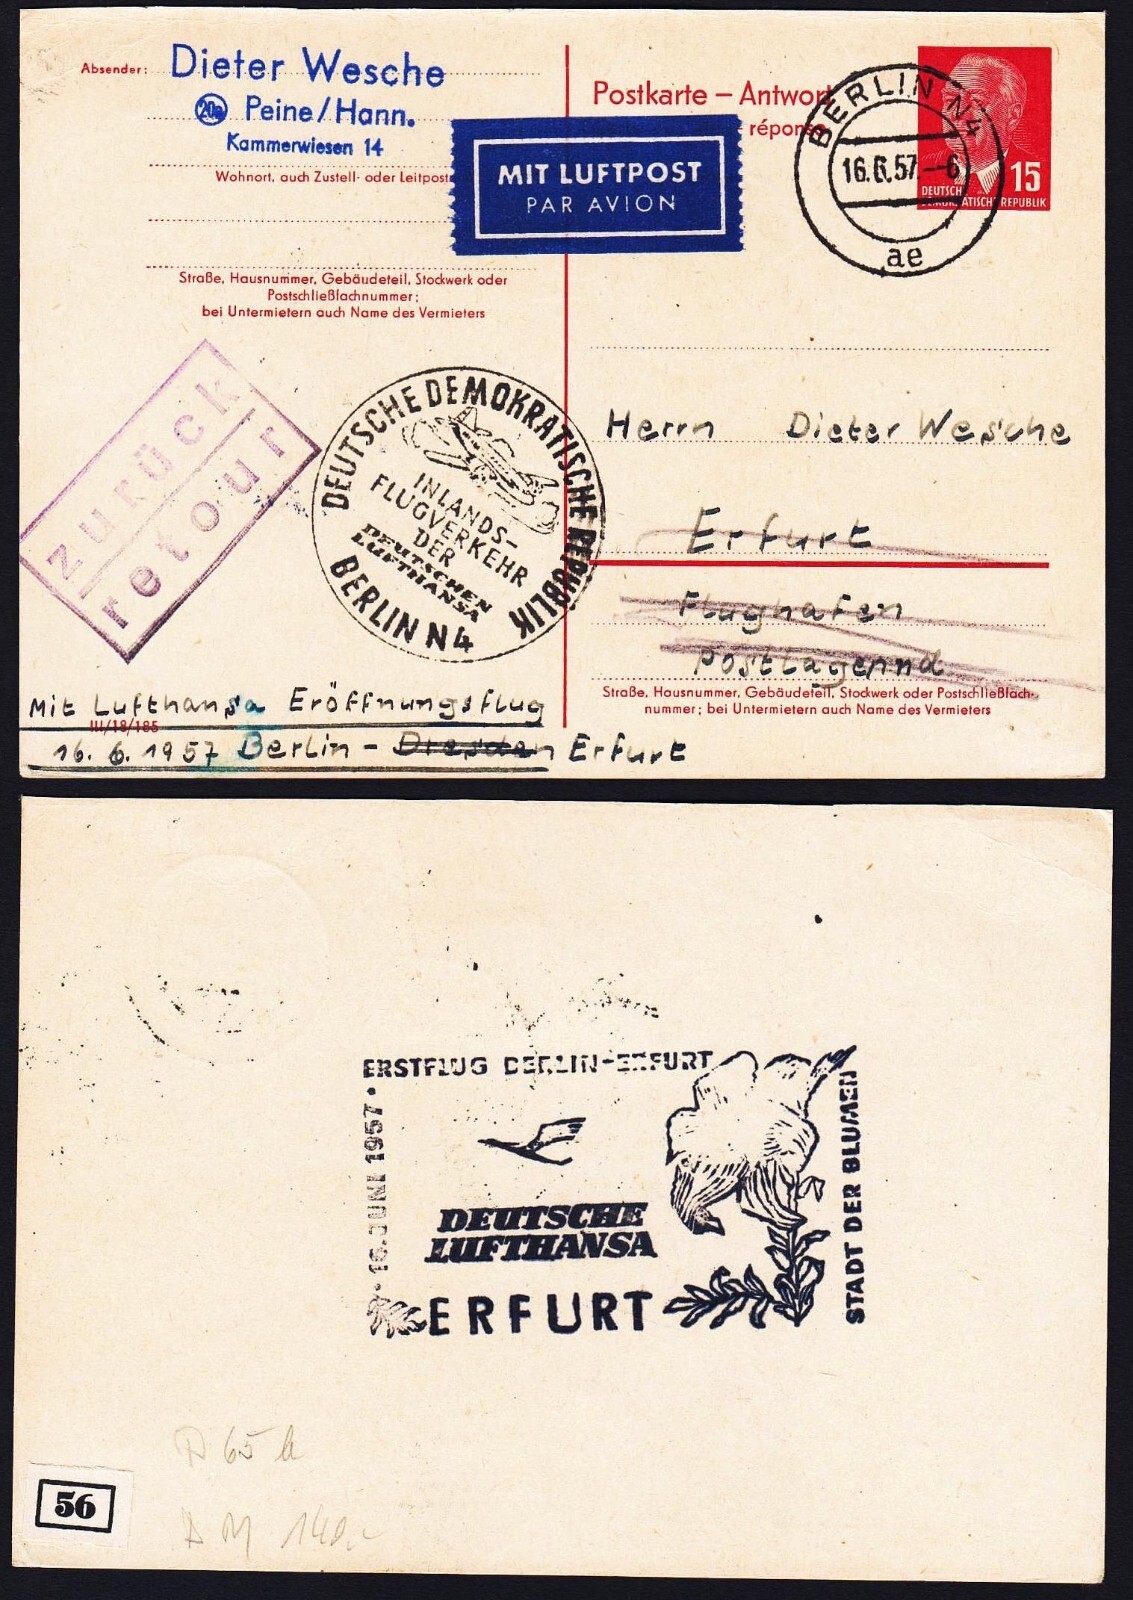 Absender: Dieter Wesche
20a Peine/Hann.
Kammerwiesen 14
Wohnort, auch Zustell- oder Leitpost
Straße, Hausnummer, Gebäudeteil, Stockwerk oder
Postschließfachnummer;
bei Untermietern auch Name des Vermieters
MIT LUFTPOST
PAR AVION
Postkarte – Antwort
réponse
BERLIN N4
16.6.57.–6
ae
15
DEUTSCHE
DEMOKRATISCHE REPUBLIK
zurück
retour
DEUTSCHE DEMOKRATISCHE REPUBLIK
INLANDS-
FLUGVERKEHR
DER
DEUTSCHEN
LUFTHANSA
BERLIN N4
Herrn Dieter Wesche
Erfurt
Flughafen
postlagernd
Straße, Hausnummer, Gebäudeteil, Stockwerk oder Postschließfach-
nummer; bei Untermietern auch Name des Vermieters
Mit Lufthansa Eröffnungsflug
III/18/185
16. 6. 1957 Berlin – Dresden Erfurt
ERSTFLUG BERLIN-ERFURT
• 16. JUNI 1957 •
DEUTSCHE
LUFTHANSA
ERFURT
STADT DER BLUMEN
56